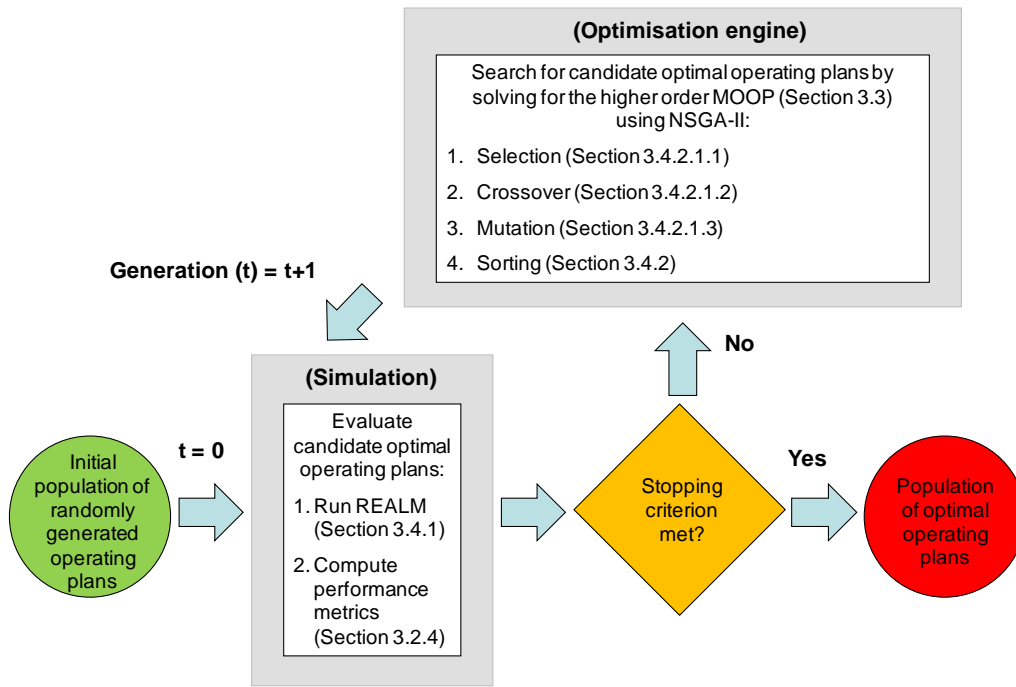 (Optimisation engine)
Search for candidate optimal operating plans by
solving for the higher order MOOP (Section 3.3)
using NSGA-II:
1. Selection (Section 3.4.2.1.1)
2. Crossover (Section 3.4.2.1.2)
3. Mutation (Section 3.4.2.1.3)
4. Sorting (Section 3.4.2)
Generation (t) = t+1
No
(Simulation)
Evaluate
candidate optimal
operating plans:
1. Run REALM
(Section 3.4.1)
2. Compute
performance
metrics
(Section 3.2.4)
t = 0
Initial
population of
randomly
generated
operating
plans
Stopping
criterion
met?
Yes
Population
of optimal
operating
plans